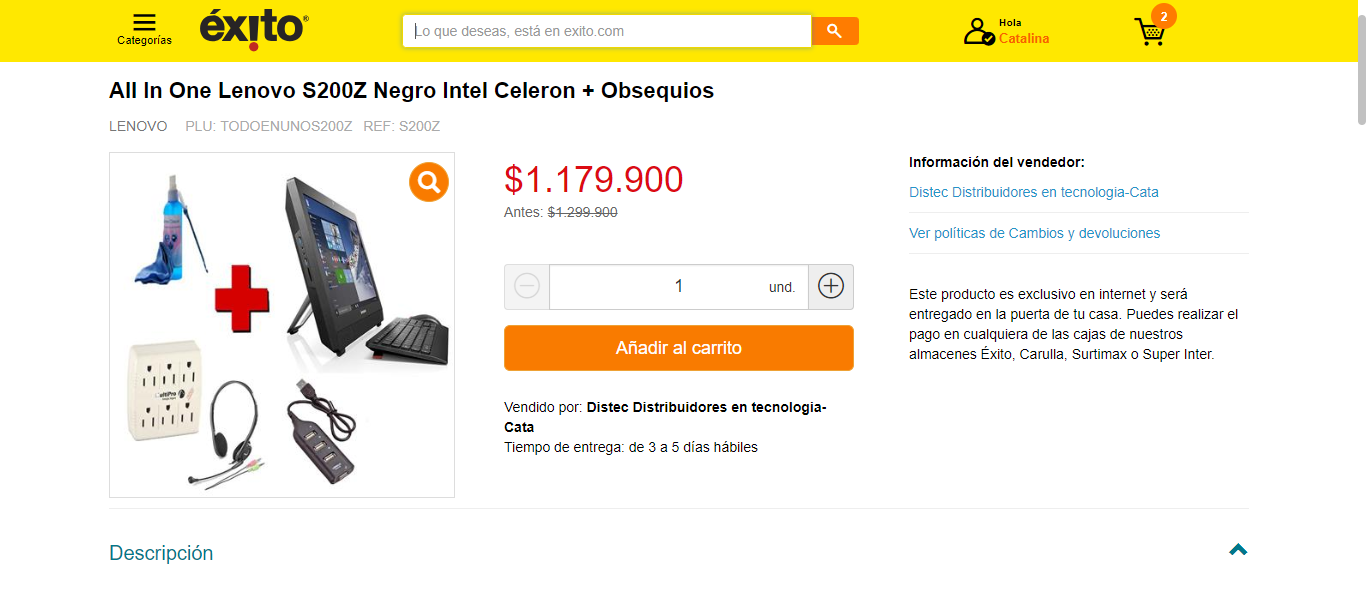 Categorías
éxito®
Lo que deseas, está en exito.com
Hola
Catalina
2
All In One Lenovo S200Z Negro Intel Celeron + Obsequios
LENOVO PLU: TODOENUNOS200Z REF: S200Z
$1.179.900
Antes: $1.299.900
1 und.
Añadir al carrito
Vendido por: Distec Distribuidores en tecnologia-
Cata
Tiempo de entrega: de 3 a 5 días hábiles
Información del vendedor:
Distec Distribuidores en tecnologia-Cata
Ver políticas de Cambios y devoluciones
Este producto es exclusivo en internet y será
entregado en la puerta de tu casa. Puedes realizar el
pago en cualquiera de las cajas de nuestros
almacenes Éxito, Carulla, Surtimax o Super Inter.
Descripción